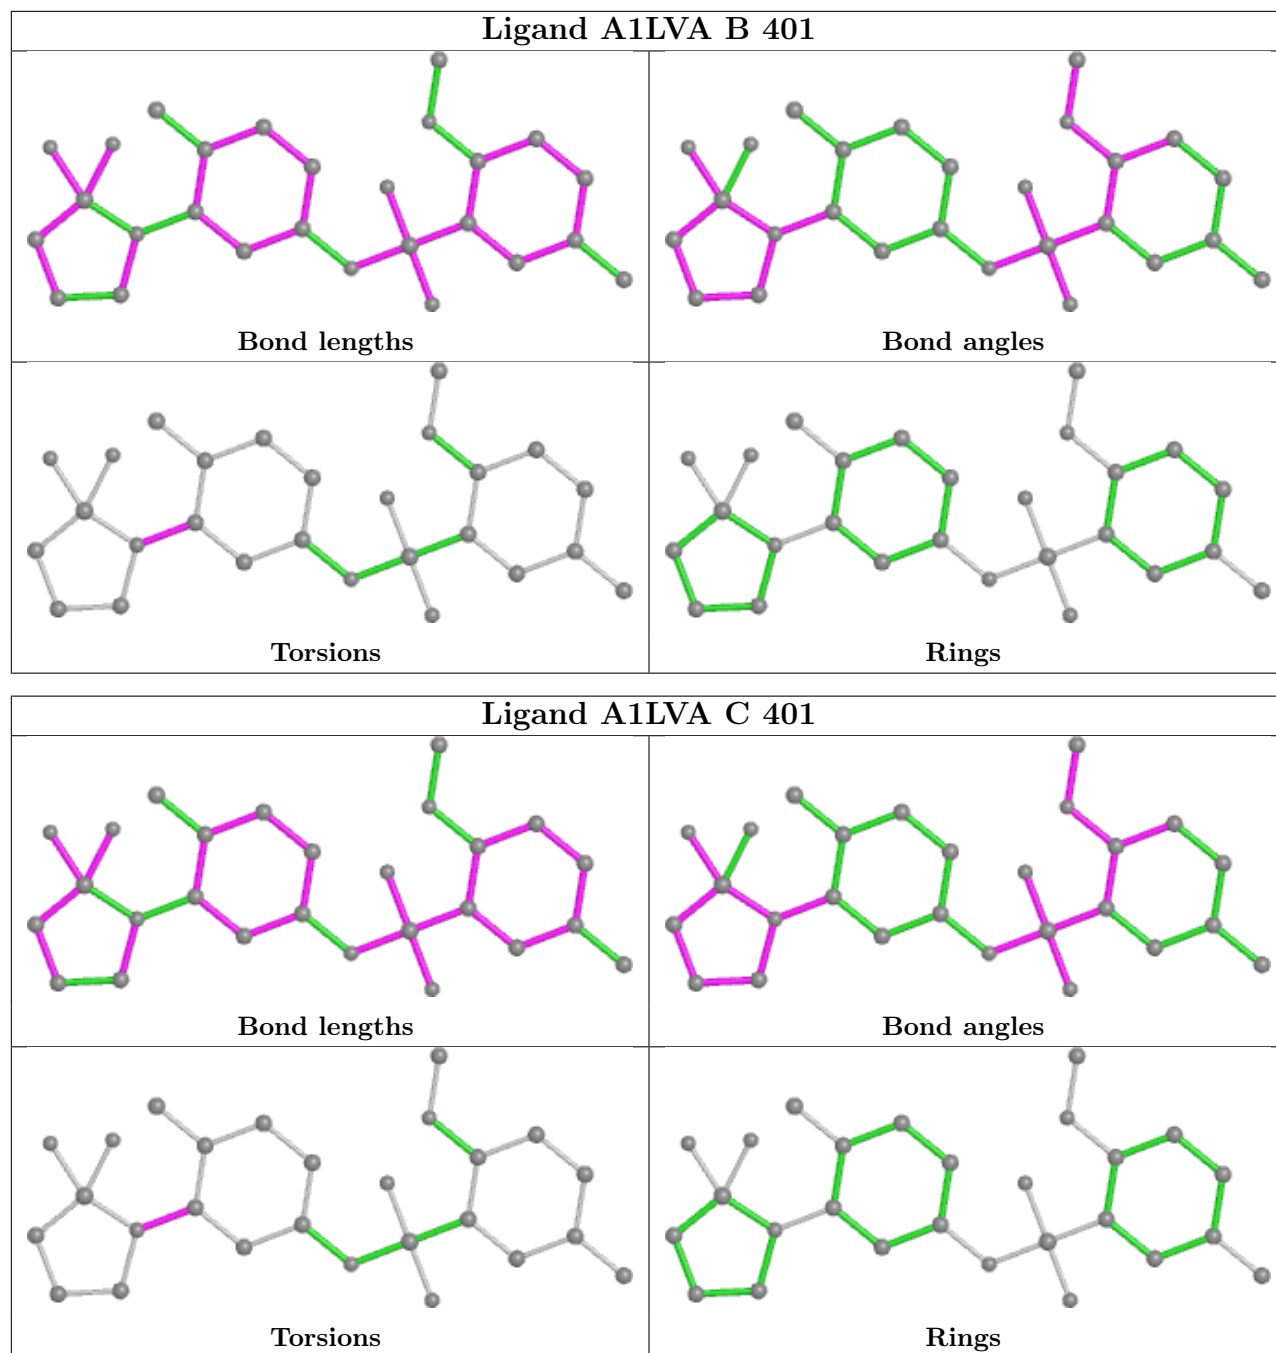 Ligand A1LVA B 401
Bond lengths
Bond angles
Torsions
Rings
Ligand A1LVA C 401
Bond lengths
Bond angles
Torsions
Rings